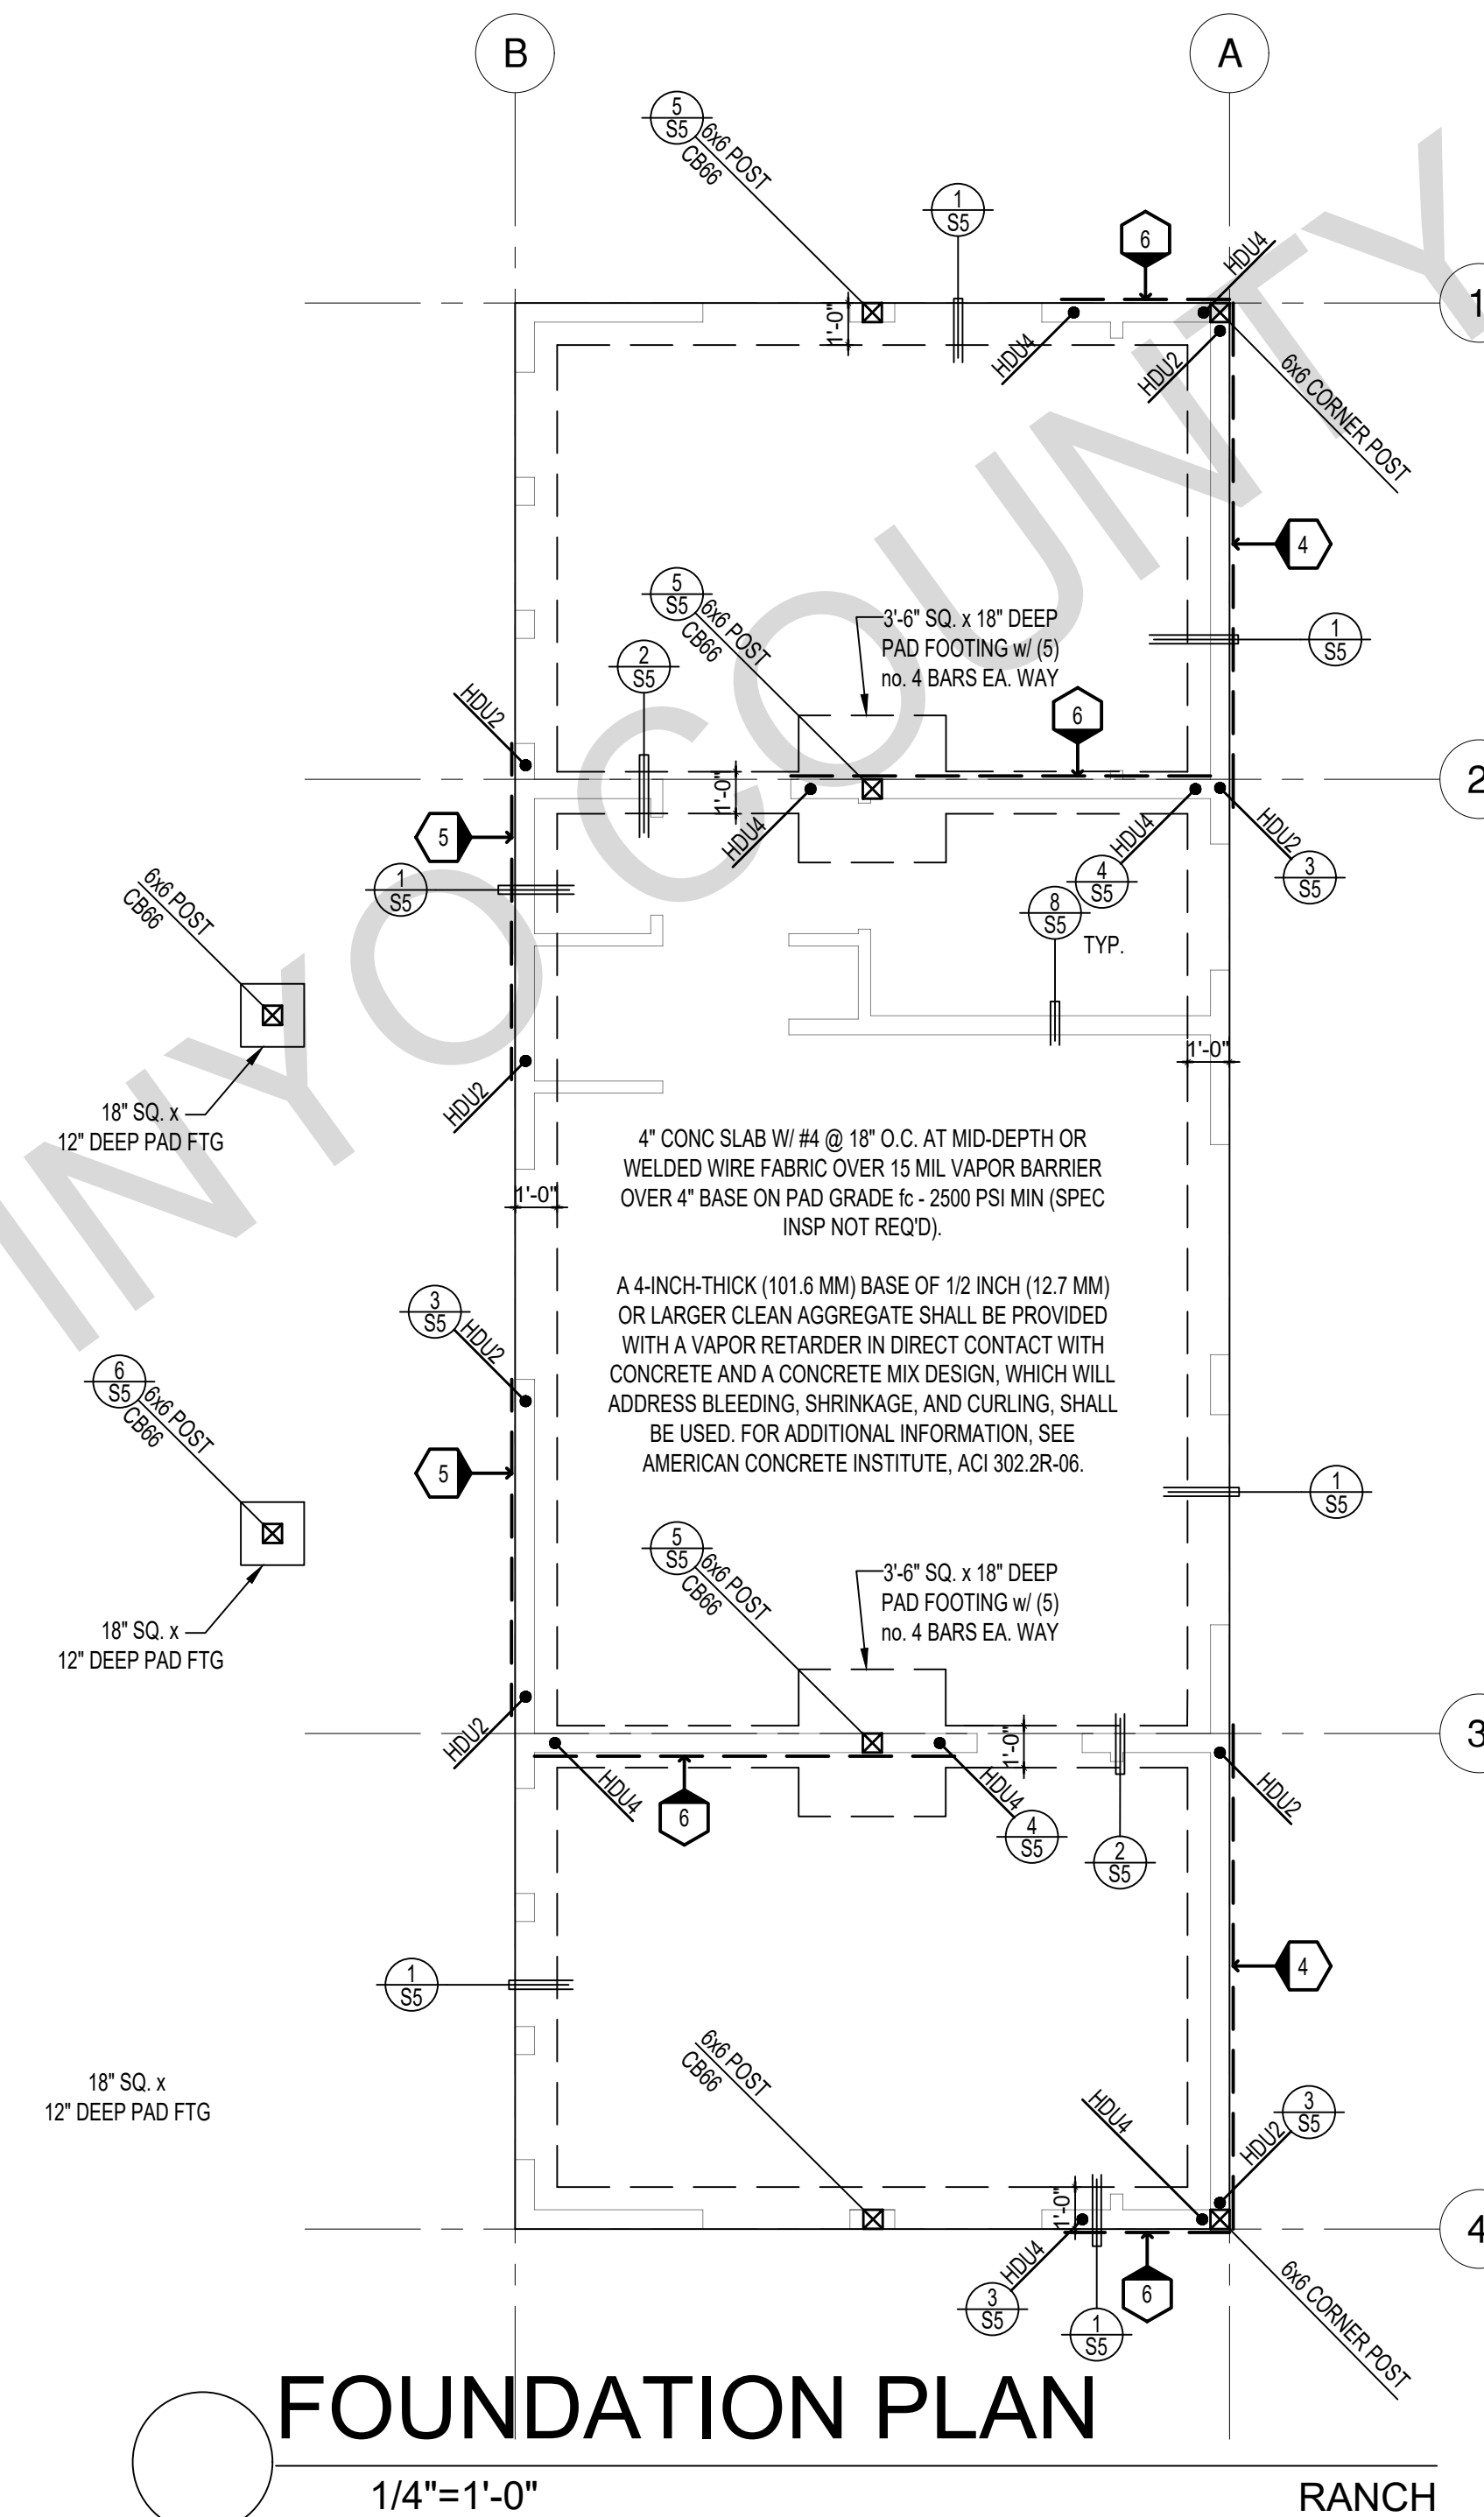 B
A
5
S5
6x6 POST
CB66
1
S5
6
HDU4
1
1'-0"
HDU4
HDU2
6x6 CORNER POST
4
5
S5
6x6 POST
CB66
3'-6" SQ. x 18" DEEP
PAD FOOTING w/ (5)
no. 4 BARS EA. WAY
1
S5
2
S5
HDU2
6
2
1'-0"
5
HDU4
HDU4
HDU2
4
S5
3
S5
1
S5
8
S5
TYP.
6x6 POST
CB66
1'-0"
HDU2
18" SQ. x
12" DEEP PAD FTG
4" CONC SLAB W/ #4 @ 18" O.C. AT MID-DEPTH OR
WELDED WIRE FABRIC OVER 15 MIL VAPOR BARRIER
OVER 4" BASE ON PAD GRADE fc - 2500 PSI MIN (SPEC
INSP NOT REQ'D).
1'-0"
A 4-INCH-THICK (101.6 MM) BASE OF 1/2 INCH (12.7 MM)
OR LARGER CLEAN AGGREGATE SHALL BE PROVIDED
WITH A VAPOR RETARDER IN DIRECT CONTACT WITH
CONCRETE AND A CONCRETE MIX DESIGN, WHICH WILL
ADDRESS BLEEDING, SHRINKAGE, AND CURLING, SHALL
BE USED. FOR ADDITIONAL INFORMATION, SEE
AMERICAN CONCRETE INSTITUTE, ACI 302.2R-06.
3
S5
HDU2
6
S5
6x6 POST
CB66
5
1
S5
5
S5
6x6 POST
CB66
3'-6" SQ. x 18" DEEP
PAD FOOTING w/ (5)
no. 4 BARS EA. WAY
18" SQ. x
12" DEEP PAD FTG
HDU2
3
1'-0"
HDU4
6
HDU4
4
S5
2
S5
HDU2
1
S5
4
6x6 POST
CB66
18" SQ. x
12" DEEP PAD FTG
HDU4
HDU2
3
S5
1'-0"
4
HDU4
3
S5
1
S5
6
6x6 CORNER POST
FOUNDATION PLAN
1/4"=1'-0"
RANCH
INYO COUNTY